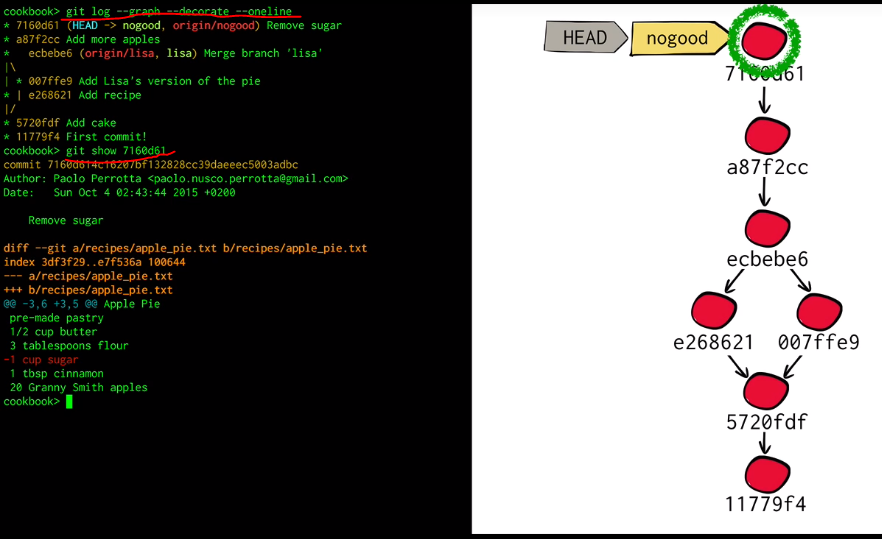 cookbook> git log --graph --decorate --oneline
* 7160d61 (HEAD -> nogood, origin/nogood) Remove sugar
* a87f2cc Add more apples
*   ecbebe6 (origin/lisa, lisa) Merge branch 'lisa'
|\
| * 007ffe9 Add Lisa's version of the pie
* | e268621 Add recipe
|/
* 5720fdf Add cake
* 11779f4 First commit!
cookbook> git show 7160d61
commit 7160d614c16207bf132828cc39daeeec5003adbc
Author: Paolo Perrotta <paolo.nusco.perrotta@gmail.com>
Date:   Sun Oct 4 02:43:44 2015 +0200
Remove sugar
diff --git a/recipes/apple_pie.txt b/recipes/apple_pie.txt
index 3df3f29..e7f536a 100644
--- a/recipes/apple_pie.txt
+++ b/recipes/apple_pie.txt
@@ -3,6 +3,5 @@ Apple Pie
 pre-made pastry
 1/2 cup butter
 3 tablespoons flour
-1 cup sugar
 1 tbsp cinnamon
 20 Granny Smith apples
cookbook>
HEAD nogood
7160d61
a87f2cc
ecbebe6
e268621 007ffe9
5720fdf
11779f4